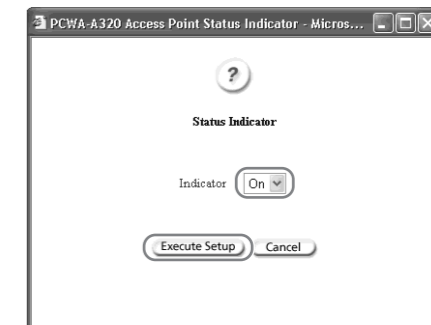 PCWA-A320 Access Point Status Indicator - Micros...
?
Status Indicator
Indicator On
Execute Setup Cancel